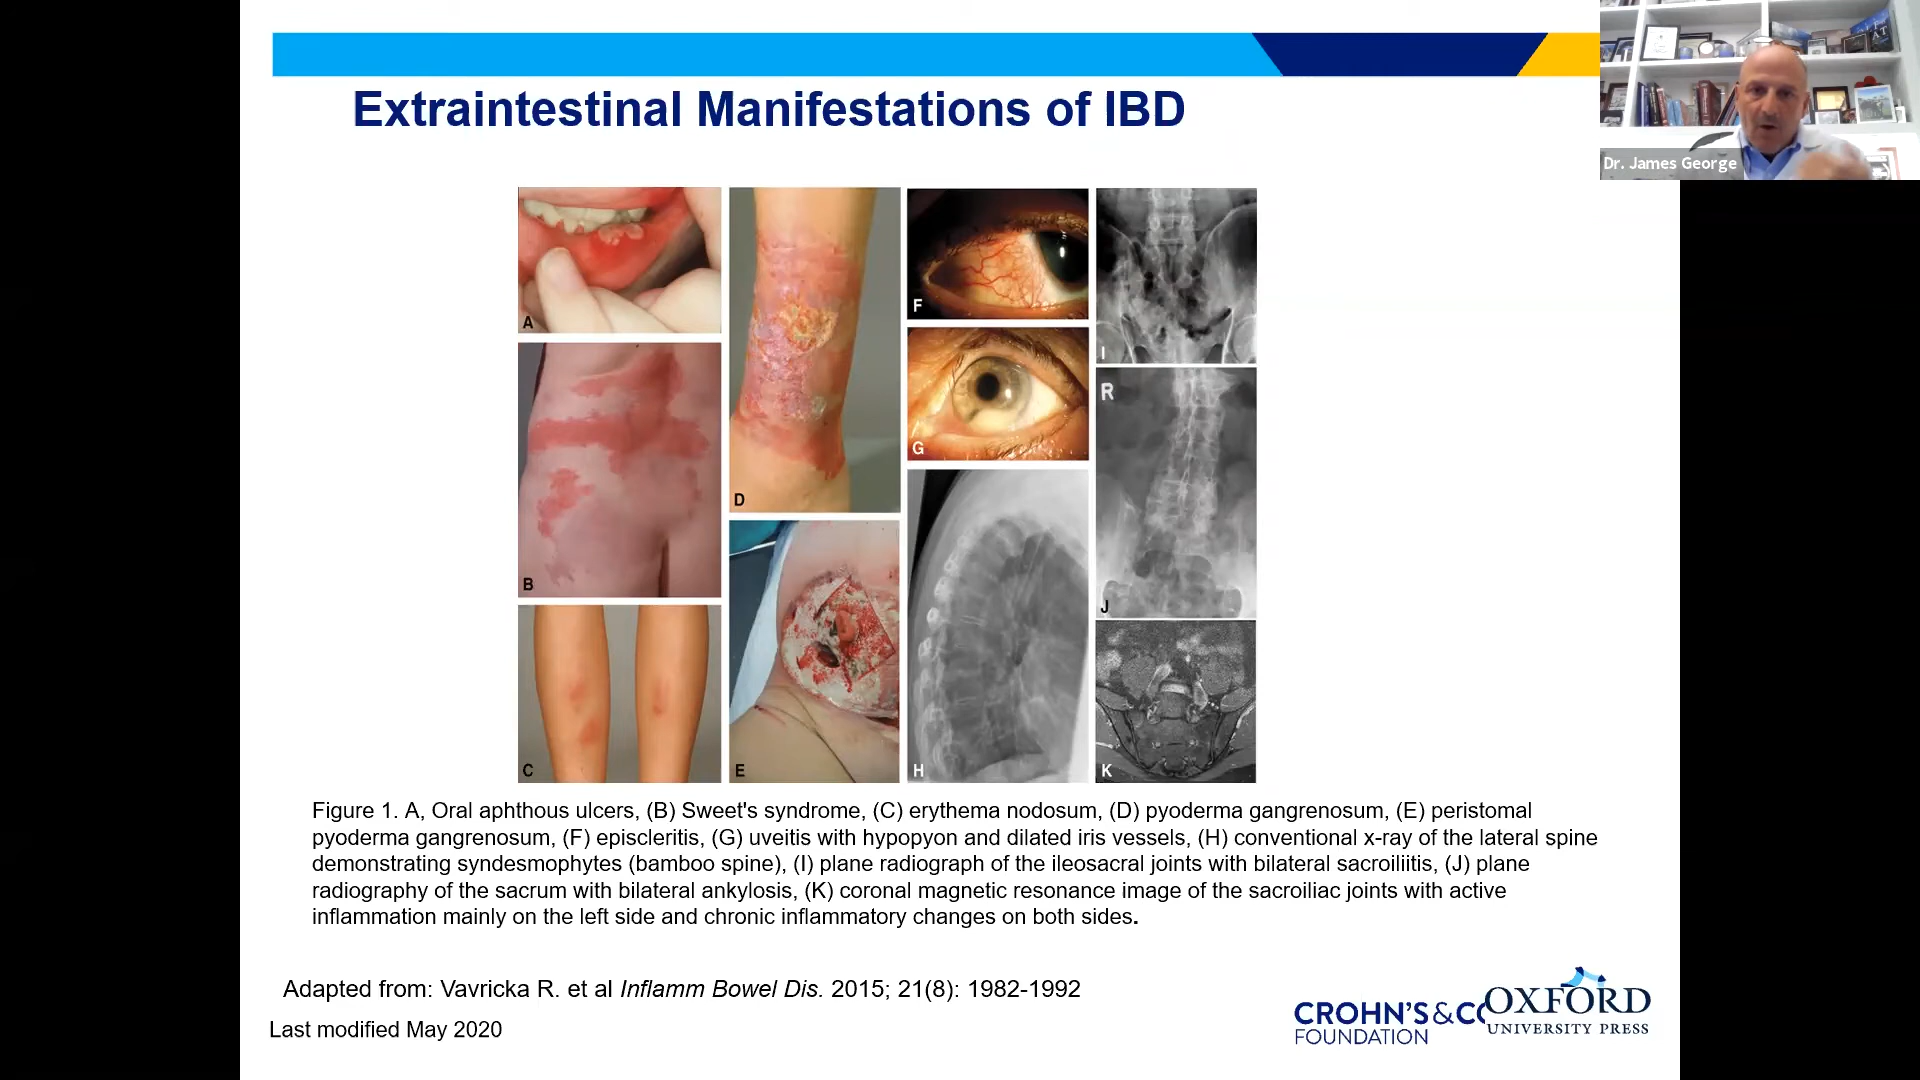 Extraintestinal Manifestations of IBD
Dr. James George
A
B
C
D
E
F
G
H
I
R
J
K
Figure 1. A, Oral aphthous ulcers, (B) Sweet's syndrome, (C) erythema nodosum, (D) pyoderma gangrenosum, (E) peristomal
pyoderma gangrenosum, (F) episcleritis, (G) uveitis with hypopyon and dilated iris vessels, (H) conventional x-ray of the lateral spine
demonstrating syndesmophytes (bamboo spine), (I) plane radiograph of the ileosacral joints with bilateral sacroiliitis, (J) plane
radiography of the sacrum with bilateral ankylosis, (K) coronal magnetic resonance image of the sacroiliac joints with active
inflammation mainly on the left side and chronic inflammatory changes on both sides.
Adapted from: Vavricka R. et al Inflamm Bowel Dis. 2015; 21(8): 1982-1992
Last modified May 2020
CROHN'S & CO
FOUNDATION
OXFORD
UNIVERSITY PRESS